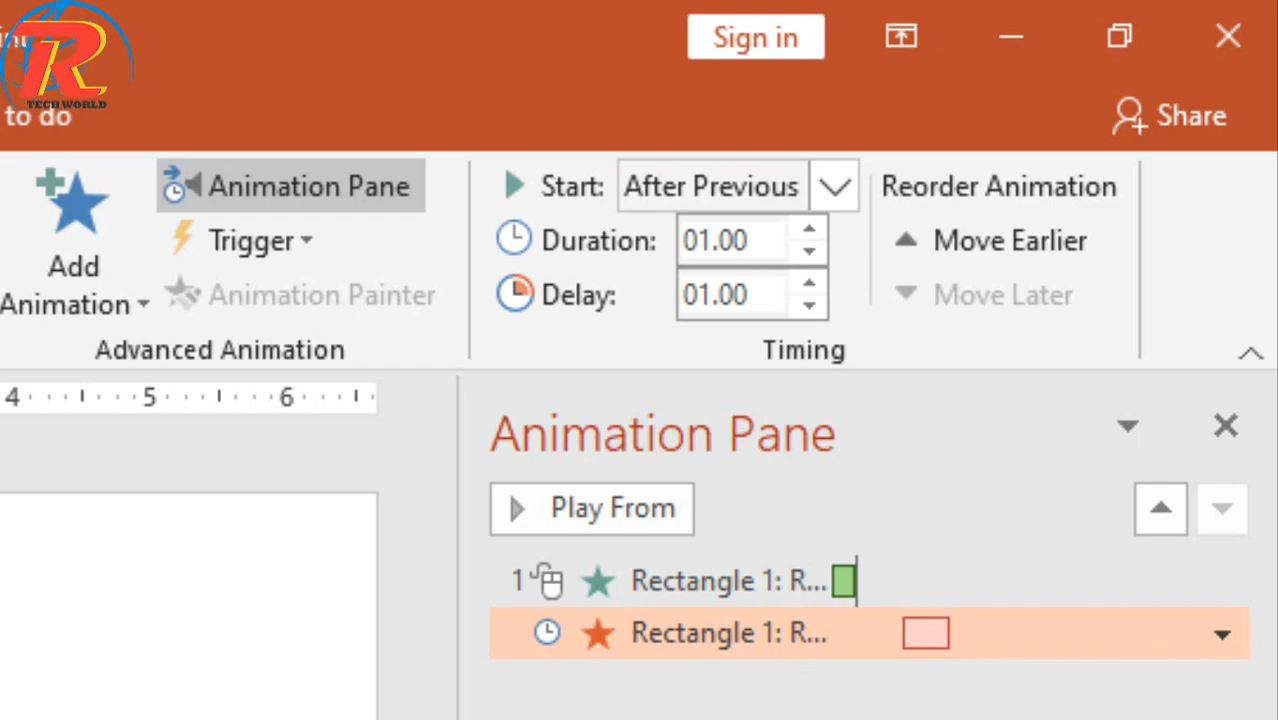 Sign in
R
TECH WORLD
to do
Share
Animation Pane
Start: After Previous
Reorder Animation
Trigger
Duration: 01.00
Move Earlier
Add
Animation
Animation Painter
Delay: 01.00
Move Later
Advanced Animation
Timing
4 5 6
Animation Pane
Play From
1 Rectangle 1: R...
Rectangle 1: R...